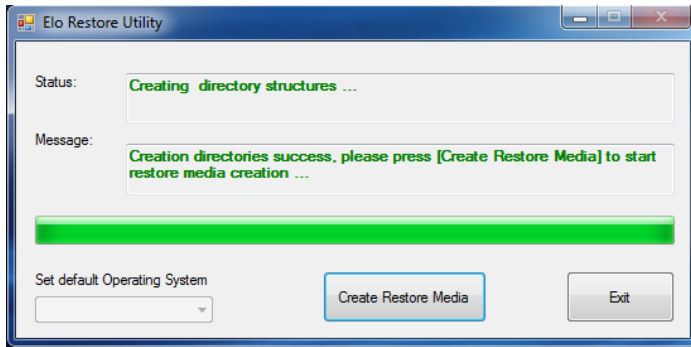 Elo Restore Utility
Status:
Creating  directory structures ...
Message:
Creation directories success, please press [Create Restore Media] to start
restore media creation ...
Set default Operating System
Create Restore Media
Exit